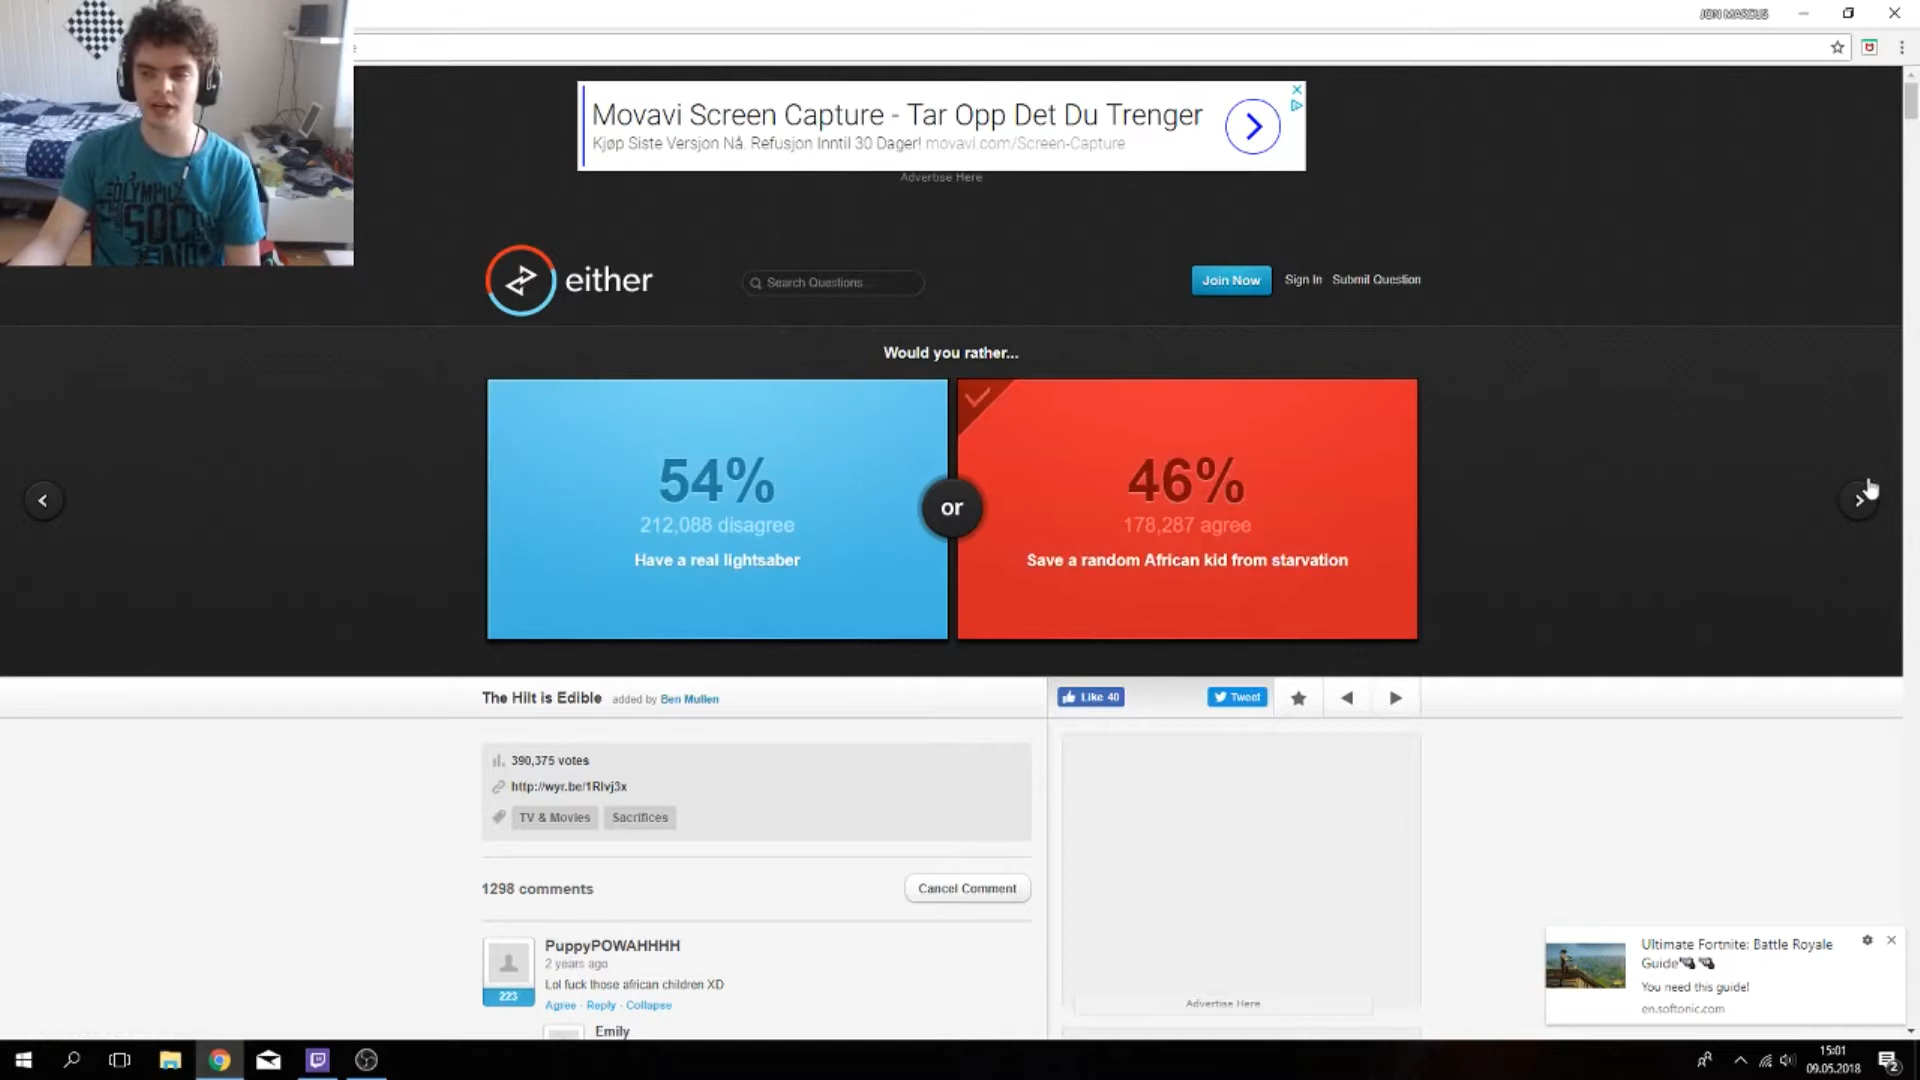 JON MARCUS
Movavi Screen Capture - Tar Opp Det Du Trenger
Kjøp Siste Versjon Nå. Refusjon Inntil 30 Dager! movavi.com/Screen-Capture
Advertise Here
either
Search Questions...
Join Now
Sign In
Submit Question
Would you rather...
54%
212,088 disagree
Have a real lightsaber
or
46%
178,287 agree
Save a random African kid from starvation
The Hilt is Edible added by Ben Mullen
Like 40
Tweet
390,375 votes
http://wyr.be/1RIvj3x
TV & Movies
Sacrifices
1298 comments
Cancel Comment
PuppyPOWAHHHH
2 years ago
Lol fuck those african children XD
223
Agree · Reply · Collapse
Emily
Advertise Here
Ultimate Fortnite: Battle Royale
Guide
You need this guide!
en.softonic.com
15:01
09.05.2018
2